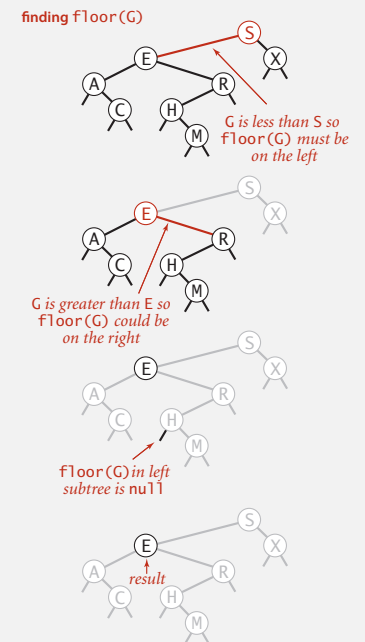 finding floor(G)
S
E
X
A
R
C
H
M
G is less than S so
floor(G) must be
on the left
S
E
X
A
R
C
H
M
G is greater than E so
floor(G) could be
on the right
S
E
X
A
R
C
H
M
floor(G) in left
subtree is null
S
E
X
A
R
result
C
H
M